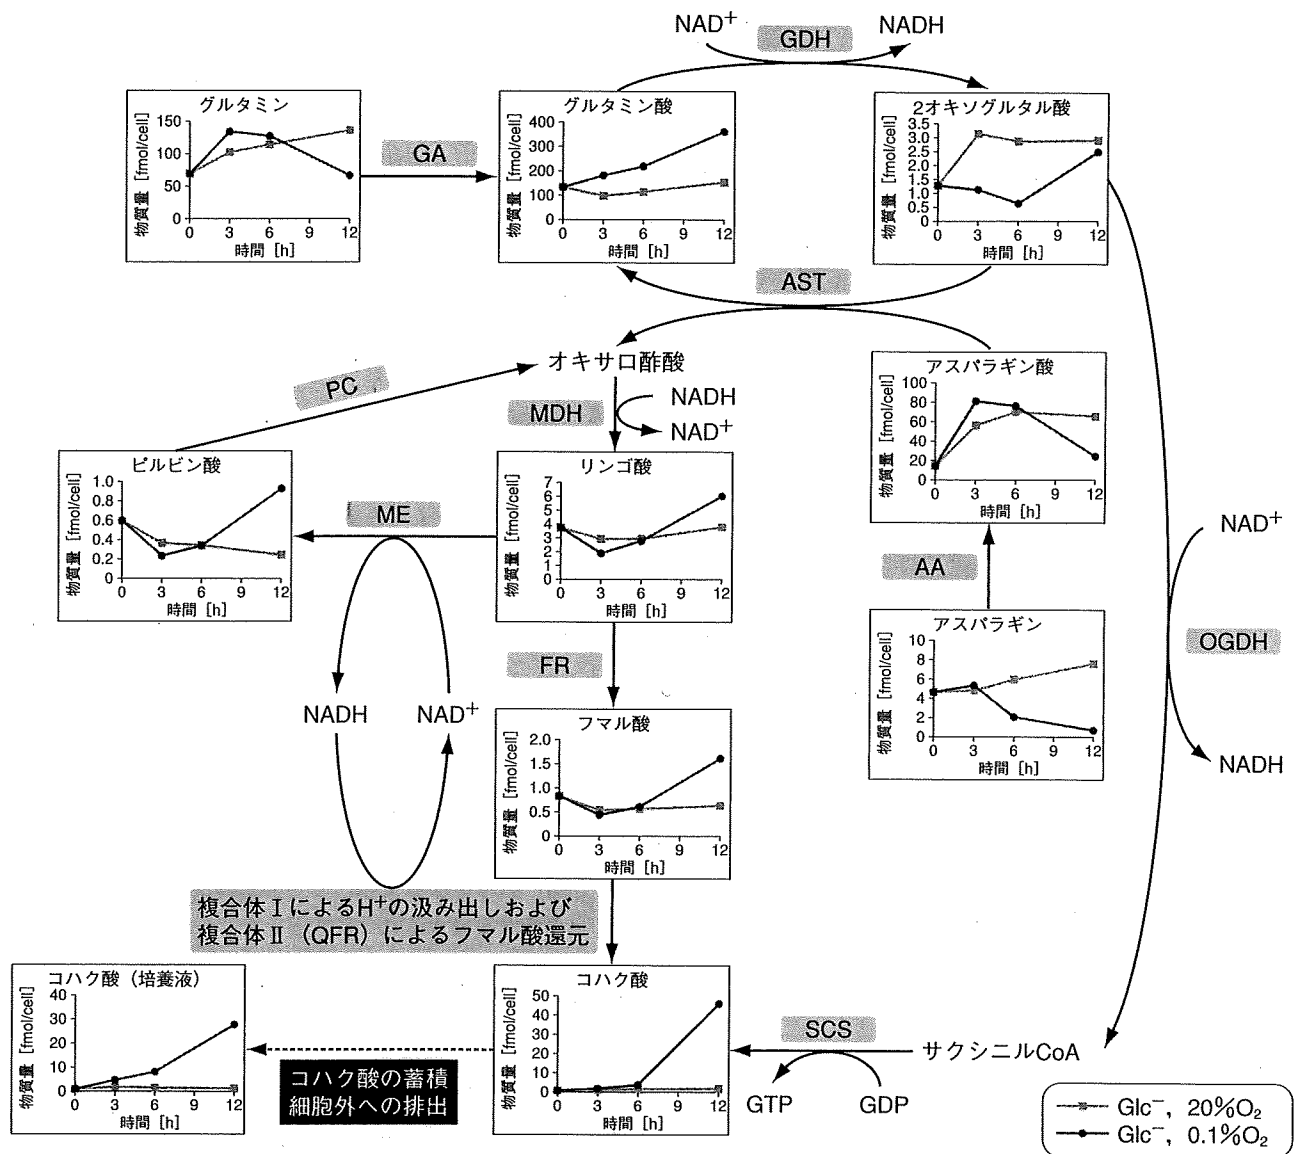 NAD⁺
GDH
NADH
グルタミン
物質量 [fmol/cell]
150
100
50
0
0 3 6 9 12
時間 [h]
GA
グルタミン酸
物質量 [fmol/cell]
400
300
200
100
0
0 3 6 9 12
時間 [h]
2オキソグルタル酸
物質量 [fmol/cell]
3.5
3.0
2.5
2.0
1.5
1.0
0.5
0
0 3 6 9 12
時間 [h]
AST
オキサロ酢酸
PC
MDH
NADH
NAD⁺
アスパラギン酸
物質量 [fmol/cell]
100
80
60
40
20
0
0 3 6 9 12
時間 [h]
ピルビン酸
物質量 [fmol/cell]
1.0
0.8
0.6
0.4
0.2
0
0 3 6 9 12
時間 [h]
ME
リンゴ酸
物質量 [fmol/cell]
7
6
5
4
3
2
1
0
0 3 6 9 12
時間 [h]
NAD⁺
AA
OGDH
NADH
アスパラギン
物質量 [fmol/cell]
10
8
6
4
2
0
0 3 6 9 12
時間 [h]
FR
NADH
NAD⁺
フマル酸
物質量 [fmol/cell]
2.0
1.5
1.0
0.5
0
0 3 6 9 12
時間 [h]
複合体ⅠによるH⁺の汲み出しおよび
複合体Ⅱ（QFR）によるフマル酸還元
コハク酸（培養液）
物質量 [fmol/cell]
40
30
20
10
0
0 3 6 9 12
時間 [h]
コハク酸の蓄積
細胞外への排出
コハク酸
物質量 [fmol/cell]
50
40
30
20
10
0
0 3 6 9 12
時間 [h]
SCS
サクシニルCoA
GTP
GDP
Glc⁻, 20%O₂
Glc⁻, 0.1%O₂